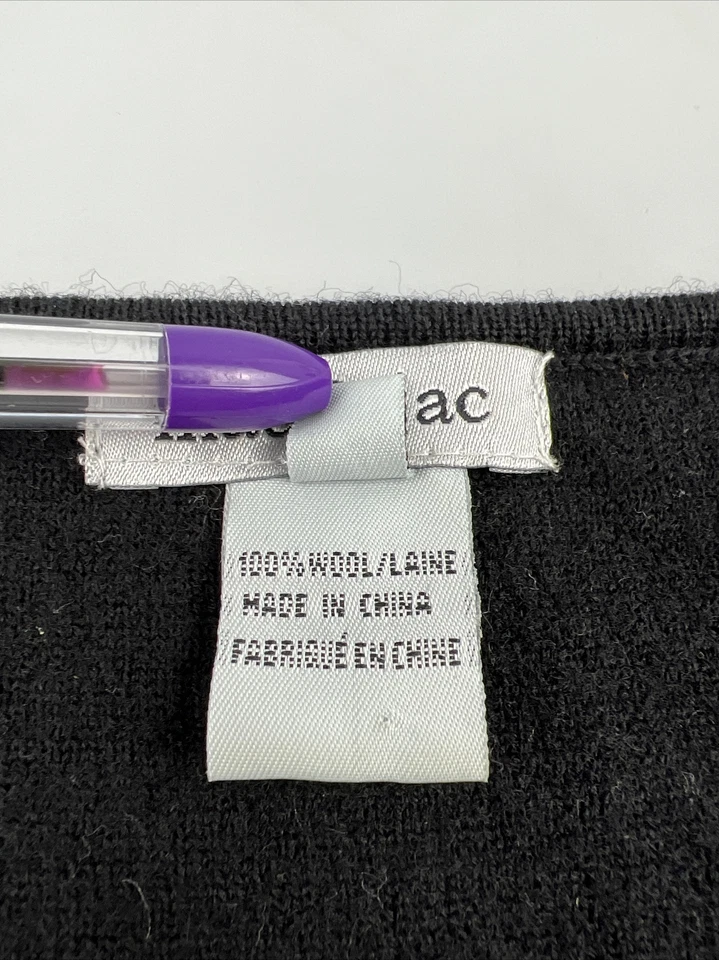 ac
100% WOOL/LAINE
MADE IN CHINA
FABRIQUÉ EN CHINE